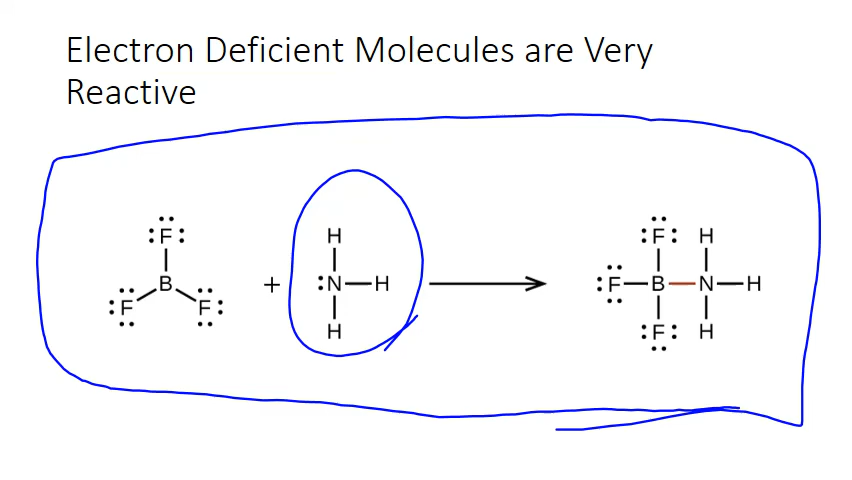 Electron Deficient Molecules are Very
Reactive
:F: H :F: H
B + :N—H :F—B—N—H
:F :F: H :F: H